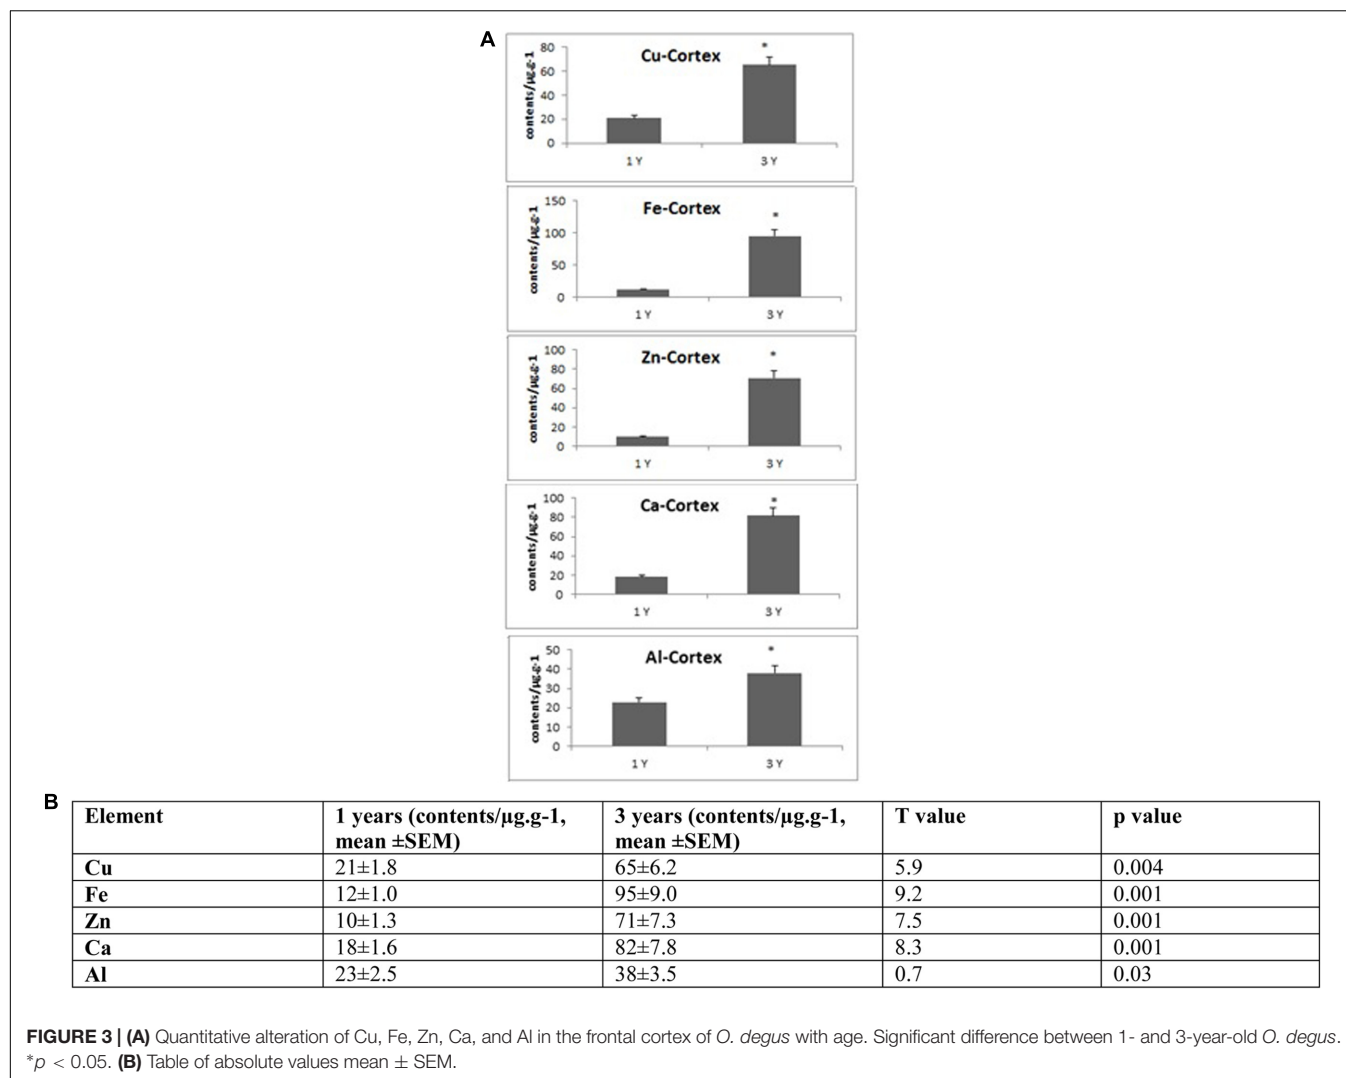 A
Cu-Cortex
*
contents/µg.g-1
80
60
40
20
0
1 Y 3 Y
Fe-Cortex
*
contents/µg.g-1
150
100
50
0
1 Y 3 Y
Zn-Cortex
*
contents/µg.g-1
100
80
60
40
20
0
1 Y 3 Y
Ca-Cortex
*
contents/µg.g-1
100
80
60
40
20
0
1 Y 3 Y
Al-Cortex
*
contents/µg.g-1
50
40
30
20
10
0
1 Y 3 Y
B
Element 1 years (contents/µg.g-1, mean ±SEM) 3 years (contents/µg.g-1, mean ±SEM) T value p value
Cu 21±1.8 65±6.2 5.9 0.004
Fe 12±1.0 95±9.0 9.2 0.001
Zn 10±1.3 71±7.3 7.5 0.001
Ca 18±1.6 82±7.8 8.3 0.001
Al 23±2.5 38±3.5 0.7 0.03
FIGURE 3 | (A) Quantitative alteration of Cu, Fe, Zn, Ca, and Al in the frontal cortex of O. degus with age. Significant difference between 1- and 3-year-old O. degus.
*p < 0.05. (B) Table of absolute values mean ± SEM.